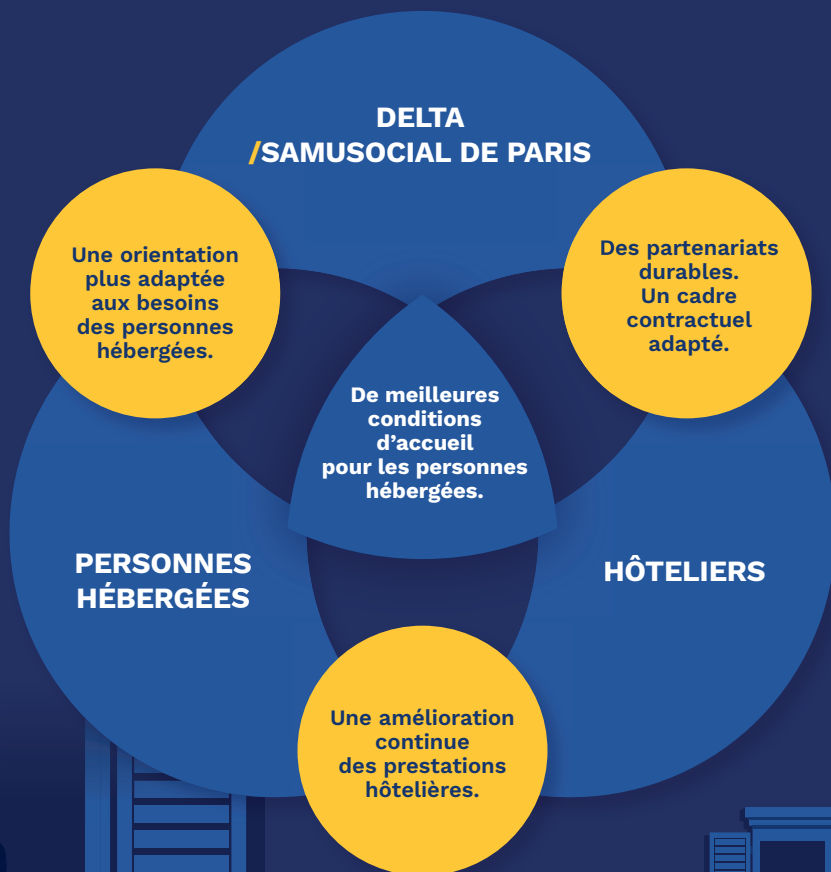 DELTA
/SAMUSOCIAL DE PARIS
Une orientation
plus adaptée
aux besoins
des personnes
hébergées.
Des partenariats
durables.
Un cadre
contractuel
adapté.
De meilleures
conditions
d’accueil
pour les personnes
hébergées.
PERSONNES
HÉBERGÉES
HÔTELIERS
Une amélioration
continue
des prestations
hôtelières.